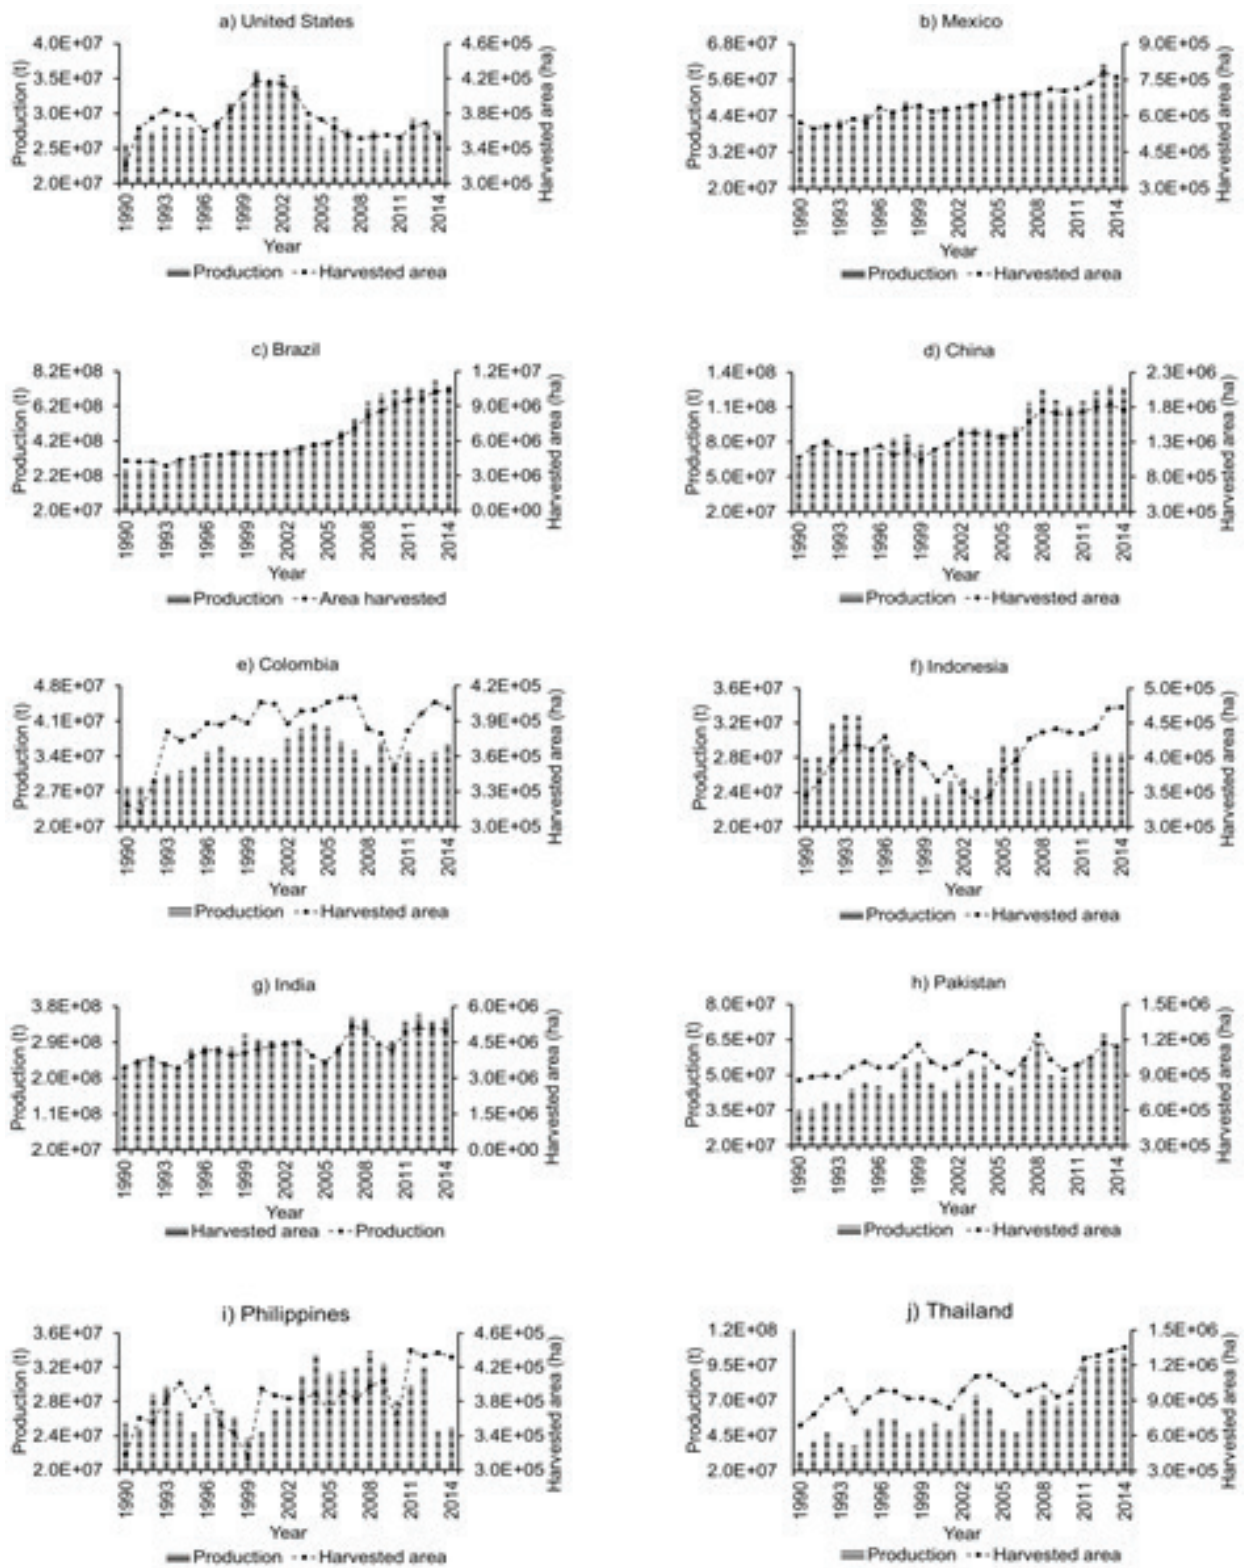 a) United States
4.0E+07
3.5E+07
3.0E+07
2.5E+07
2.0E+07
Production (t)
4.6E+05
4.2E+05
3.8E+05
3.4E+05
3.0E+05
Harvested area (ha)
1990
1993
1996
1999
2002
2005
2008
2011
2014
Year
Production Harvested area
b) Mexico
6.8E+07
5.6E+07
4.4E+07
3.2E+07
2.0E+07
Production (t)
9.0E+05
7.5E+05
6.0E+05
4.5E+05
3.0E+05
Harvested area (ha)
1990
1993
1996
1999
2002
2005
2008
2011
2014
Year
Production Harvested area
c) Brazil
8.2E+08
6.2E+08
4.2E+08
2.2E+08
2.0E+07
Production (t)
1.2E+07
9.0E+06
6.0E+06
3.0E+06
0.0E+00
Harvested area (ha)
1990
1993
1996
1999
2002
2005
2008
2011
2014
Year
Production Area harvested
d) China
1.4E+08
1.1E+08
8.0E+07
5.0E+07
2.0E+07
Production (t)
2.3E+06
1.8E+06
1.3E+06
8.0E+05
3.0E+05
Harvested area (ha)
1990
1993
1996
1999
2002
2005
2008
2011
2014
Year
Production Harvested area
e) Colombia
4.8E+07
4.1E+07
3.4E+07
2.7E+07
2.0E+07
Production (t)
4.2E+05
3.9E+05
3.6E+05
3.3E+05
3.0E+05
Harvested area (ha)
1990
1993
1996
1999
2002
2005
2008
2011
2014
Year
Production Harvested area
f) Indonesia
3.6E+07
3.2E+07
2.8E+07
2.4E+07
2.0E+07
Production (t)
5.0E+05
4.5E+05
4.0E+05
3.5E+05
3.0E+05
Harvested area (ha)
1990
1993
1996
1999
2002
2005
2008
2011
2014
Year
Production Harvested area
g) India
3.8E+08
2.9E+08
2.0E+08
1.1E+08
2.0E+07
Production (t)
6.0E+06
4.5E+06
3.0E+06
1.5E+06
0.0E+00
Harvested area (ha)
1990
1993
1996
1999
2002
2005
2008
2011
2014
Year
Harvested area Production
h) Pakistan
8.0E+07
6.5E+07
5.0E+07
3.5E+07
2.0E+07
Production (t)
1.5E+06
1.2E+06
9.0E+05
6.0E+05
3.0E+05
Harvested area (ha)
1990
1993
1996
1999
2002
2005
2008
2011
2014
Year
Production Harvested area
i) Philippines
3.6E+07
3.2E+07
2.8E+07
2.4E+07
2.0E+07
Production (t)
4.6E+05
4.2E+05
3.8E+05
3.4E+05
3.0E+05
Harvested area (ha)
1990
1993
1996
1999
2002
2005
2008
2011
2014
Year
Production Harvested area
j) Thailand
1.2E+08
9.5E+07
7.0E+07
4.5E+07
2.0E+07
Production (t)
1.5E+06
1.2E+06
9.0E+05
6.0E+05
3.0E+05
Harvested area (ha)
1990
1993
1996
1999
2002
2005
2008
2011
2014
Year
Production Harvested area